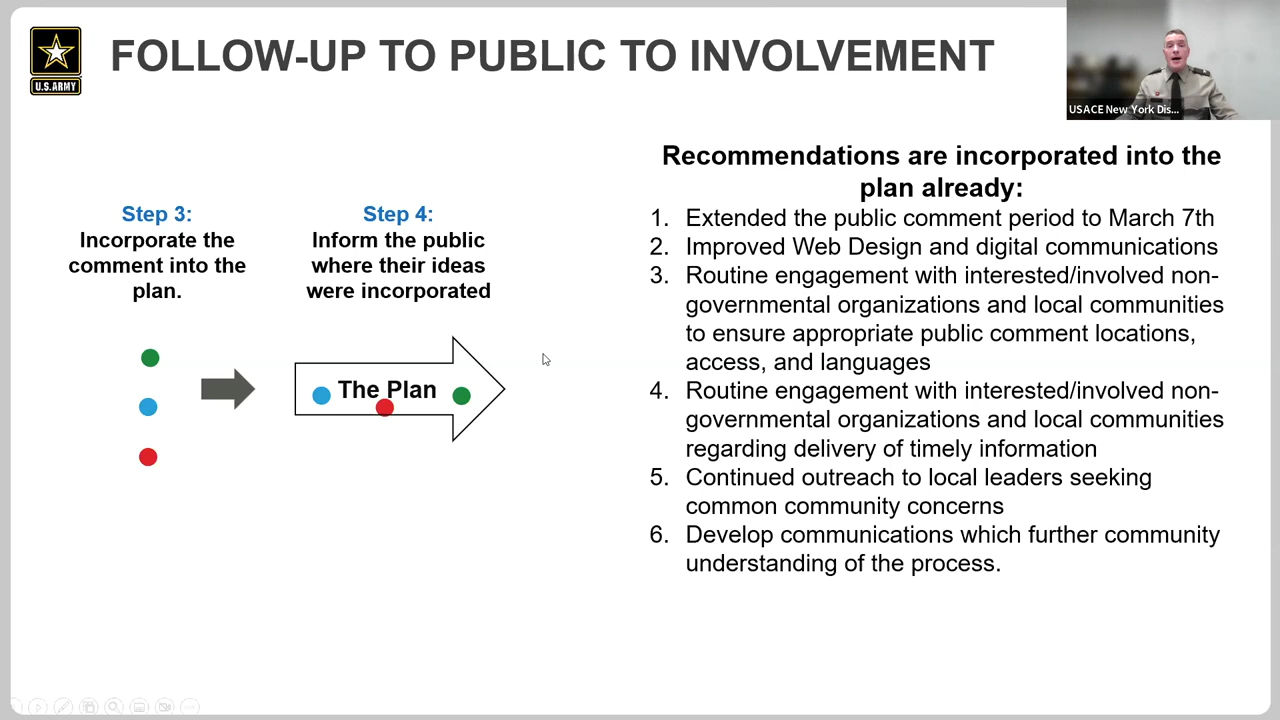 U.S.ARMY
FOLLOW-UP TO PUBLIC TO INVOLVEMENT
USACE New York Dis...
Step 3:
Incorporate the
comment into the
plan.
Step 4:
Inform the public
where their ideas
were incorporated
The Plan
Recommendations are incorporated into the
plan already:
1. Extended the public comment period to March 7th
2. Improved Web Design and digital communications
3. Routine engagement with interested/involved non-
governmental organizations and local communities
to ensure appropriate public comment locations,
access, and languages
4. Routine engagement with interested/involved non-
governmental organizations and local communities
regarding delivery of timely information
5. Continued outreach to local leaders seeking
common community concerns
6. Develop communications which further community
understanding of the process.